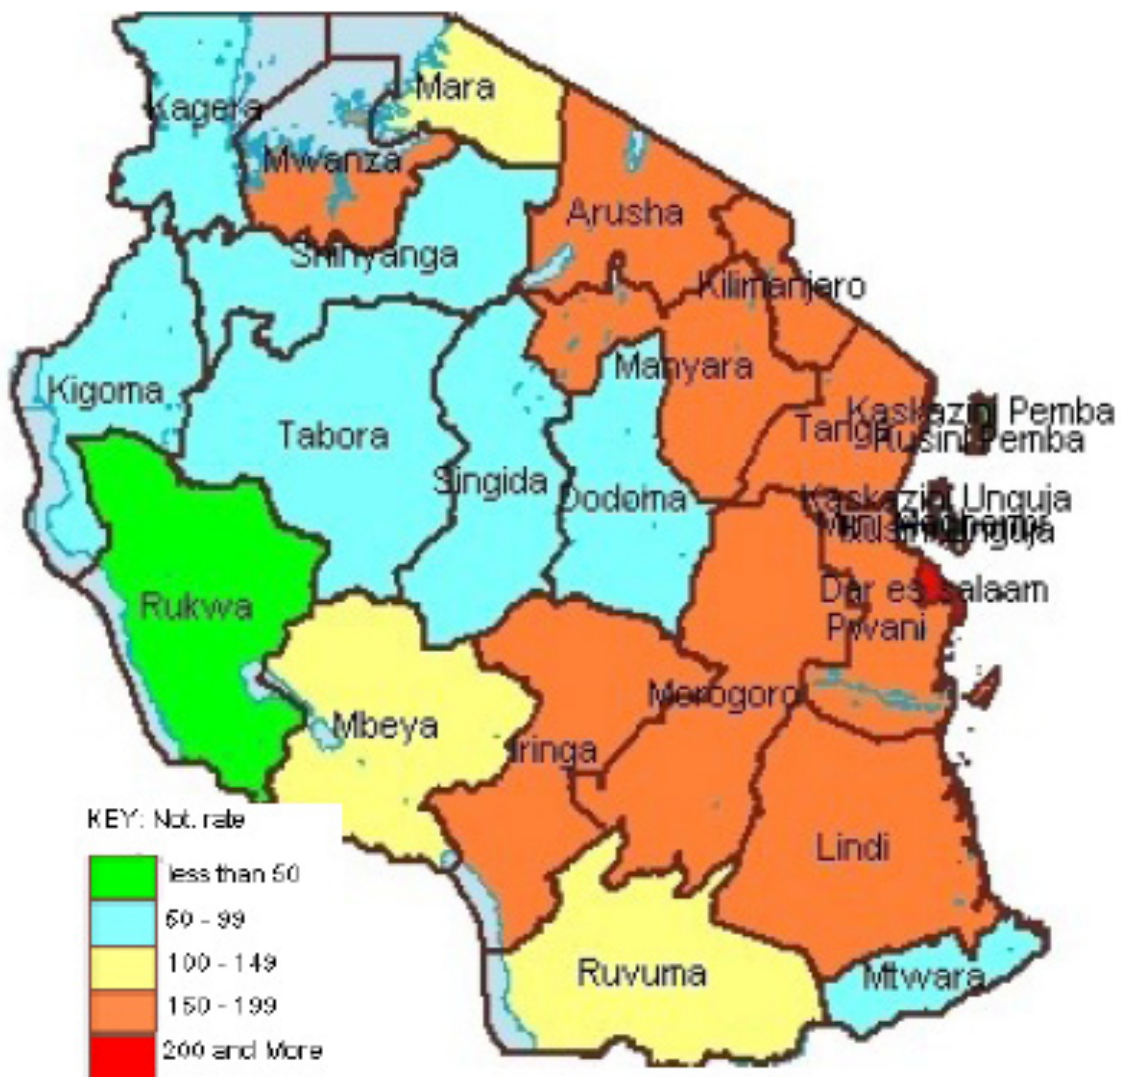 Mara
Kagera
Mwanza
Arusha
Shinyanga
Kilimanjaro
Manyara
Kigoma
Kaskazini Pemba
Tanga
Kusini Pemba
Tabora
Singida
Dodoma
Kaskazini Unguja
Kusini Unguja
Dar es salaam
Rukwa
Pwani
Morogoro
Mbeya
Iringa
KEY: Not. rate
Lindi
less than 50
50 - 99
100 - 149
Ruvuma
Mtwara
150 - 199
200 and More